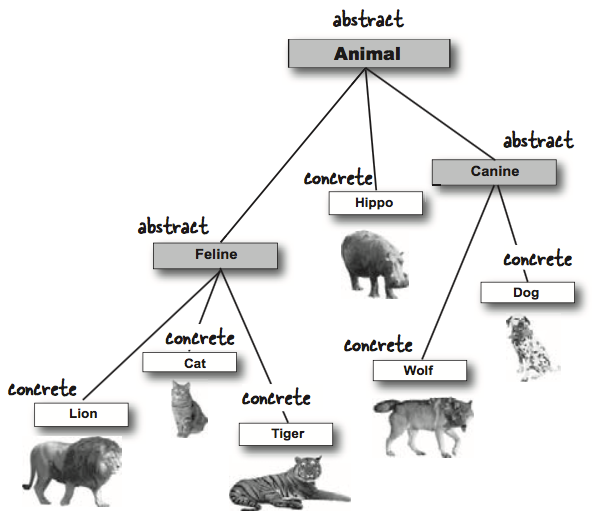 abstract
Animal
abstract
Canine
concrete
Hippo
abstract
Feline
concrete
Dog
concrete
Cat
concrete
Wolf
concrete
Lion
concrete
Tiger